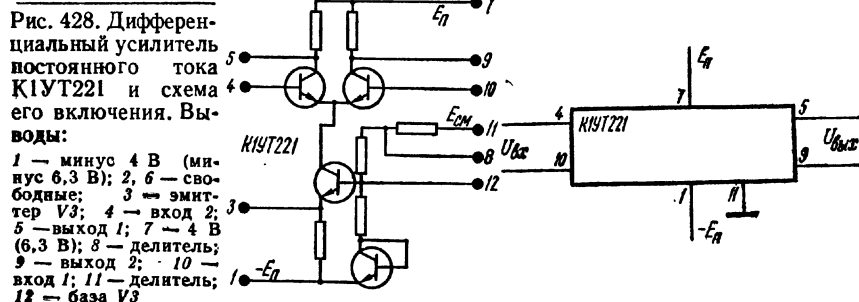 Рис. 428. Дифферен-
циальный усилитель
постоянного тока
К1УТ221 и схема
его включения. Вы-
воды:
1 — минус 4 В (ми-
нус 6,3 В); 2, 6 — сво-
бодные; 3 — эмит-
тер V3; 4 — вход 2;
5 — выход 1; 7 — 4 В
(6,3 В); 8 — делитель;
9 — выход 2; 10 —
вход 1; 11 — делитель;
12 — база V3
Eп 7
5 9
4 10
Eсм 11
К1УТ221
8
12
3
1 -Eп
Eп
7
4 К1УТ221 5
Uвх Uвых
10 9
1 11
-Eп